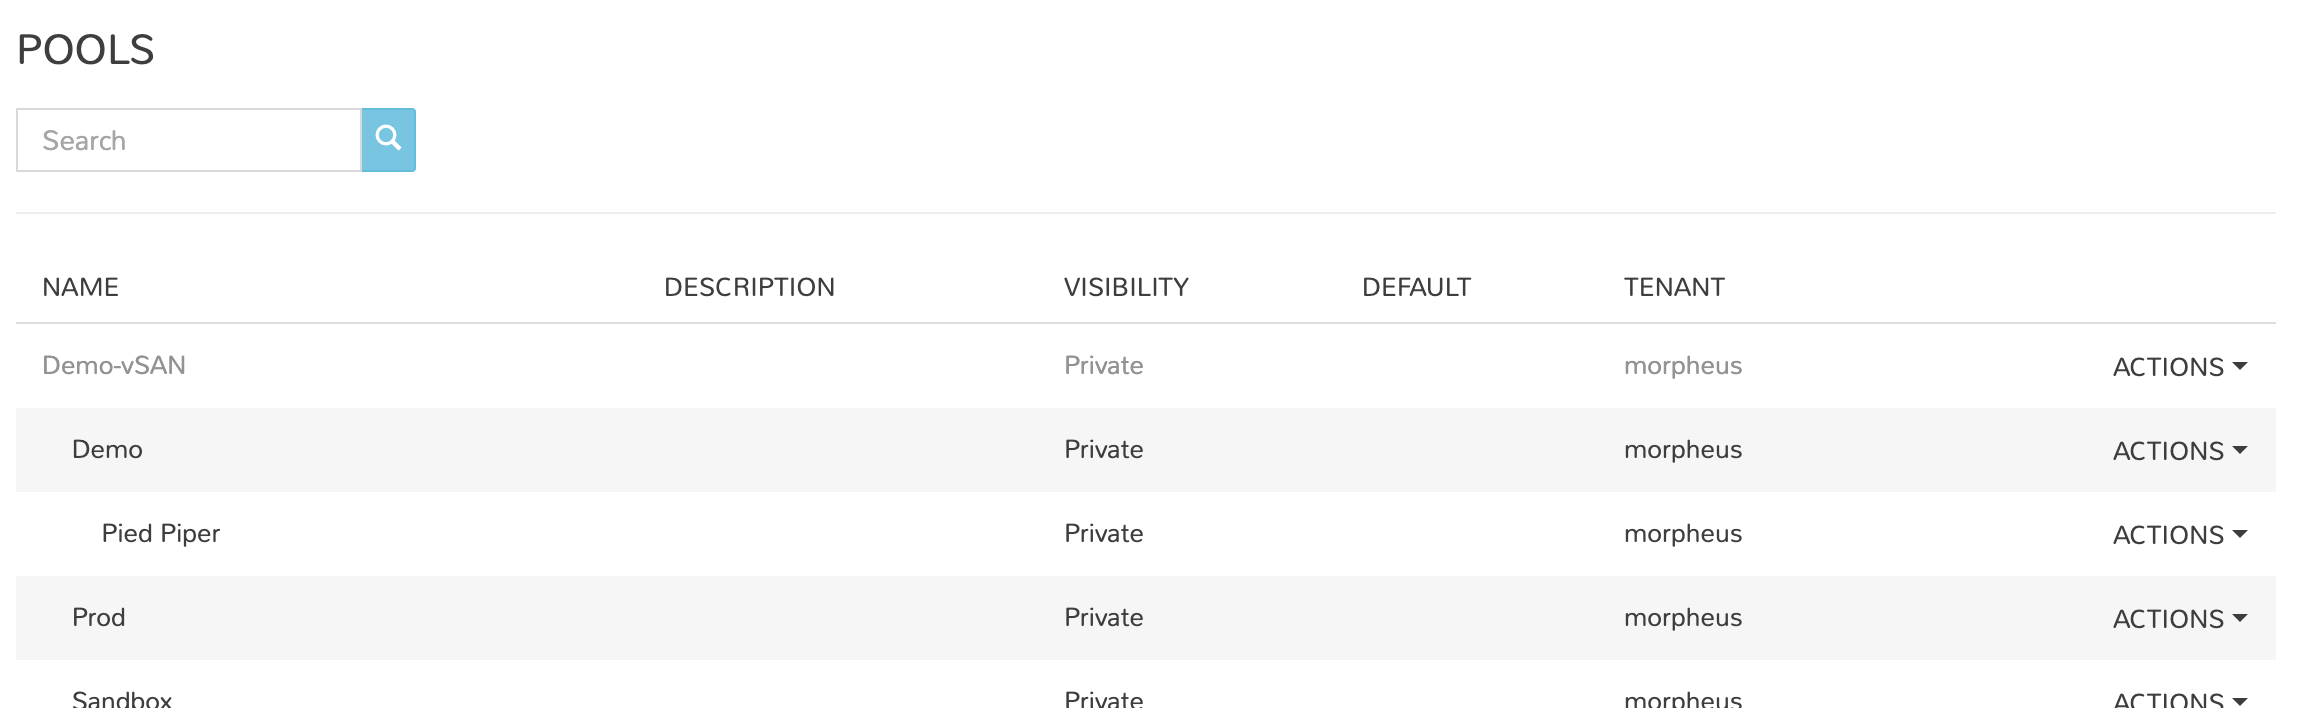 POOLS
Search
NAME DESCRIPTION VISIBILITY DEFAULT TENANT
Demo-vSAN Private morpheus ACTIONS
Demo Private morpheus ACTIONS
Pied Piper Private morpheus ACTIONS
Prod Private morpheus ACTIONS
Sandbox Private morpheus ACTIONS